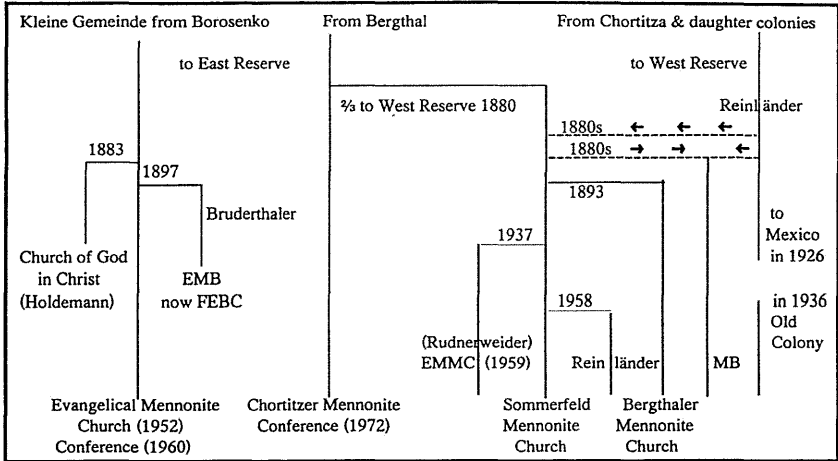 Kleine Gemeinde from Borosenko
From Bergthal
From Chortitza & daughter colonies
to East Reserve
to West Reserve
⅔ to West Reserve 1880
Reinländer
1880s ← ← ←
1880s → → ←
1883
1897
1893
Bruderthaler
to
Mexico
in 1926
Church of God
in Christ
(Holdemann)
EMB
now FEBC
1937
1958
in 1936
Old
Colony
(Rudnerweider)
EMMC (1959)
Rein länder
MB
Evangelical Mennonite
Church (1952)
Conference (1960)
Chortitzer Mennonite
Conference (1972)
Sommerfeld
Mennonite
Church
Bergthaler
Mennonite
Church